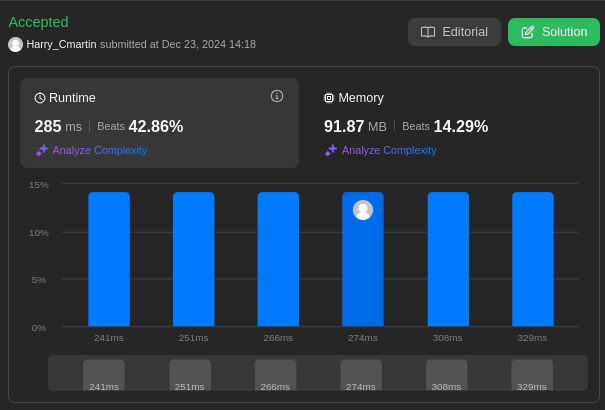 Accepted
Editorial
Solution
Harry_Cmartin submitted at Dec 23, 2024 14:18
Runtime
285 ms | Beats 42.86%
Analyze Complexity
Memory
91.87 MB | Beats 14.29%
Analyze Complexity
15%
10%
5%
0%
241ms 251ms 266ms 274ms 308ms 329ms
241ms 251ms 266ms 274ms 308ms 329ms